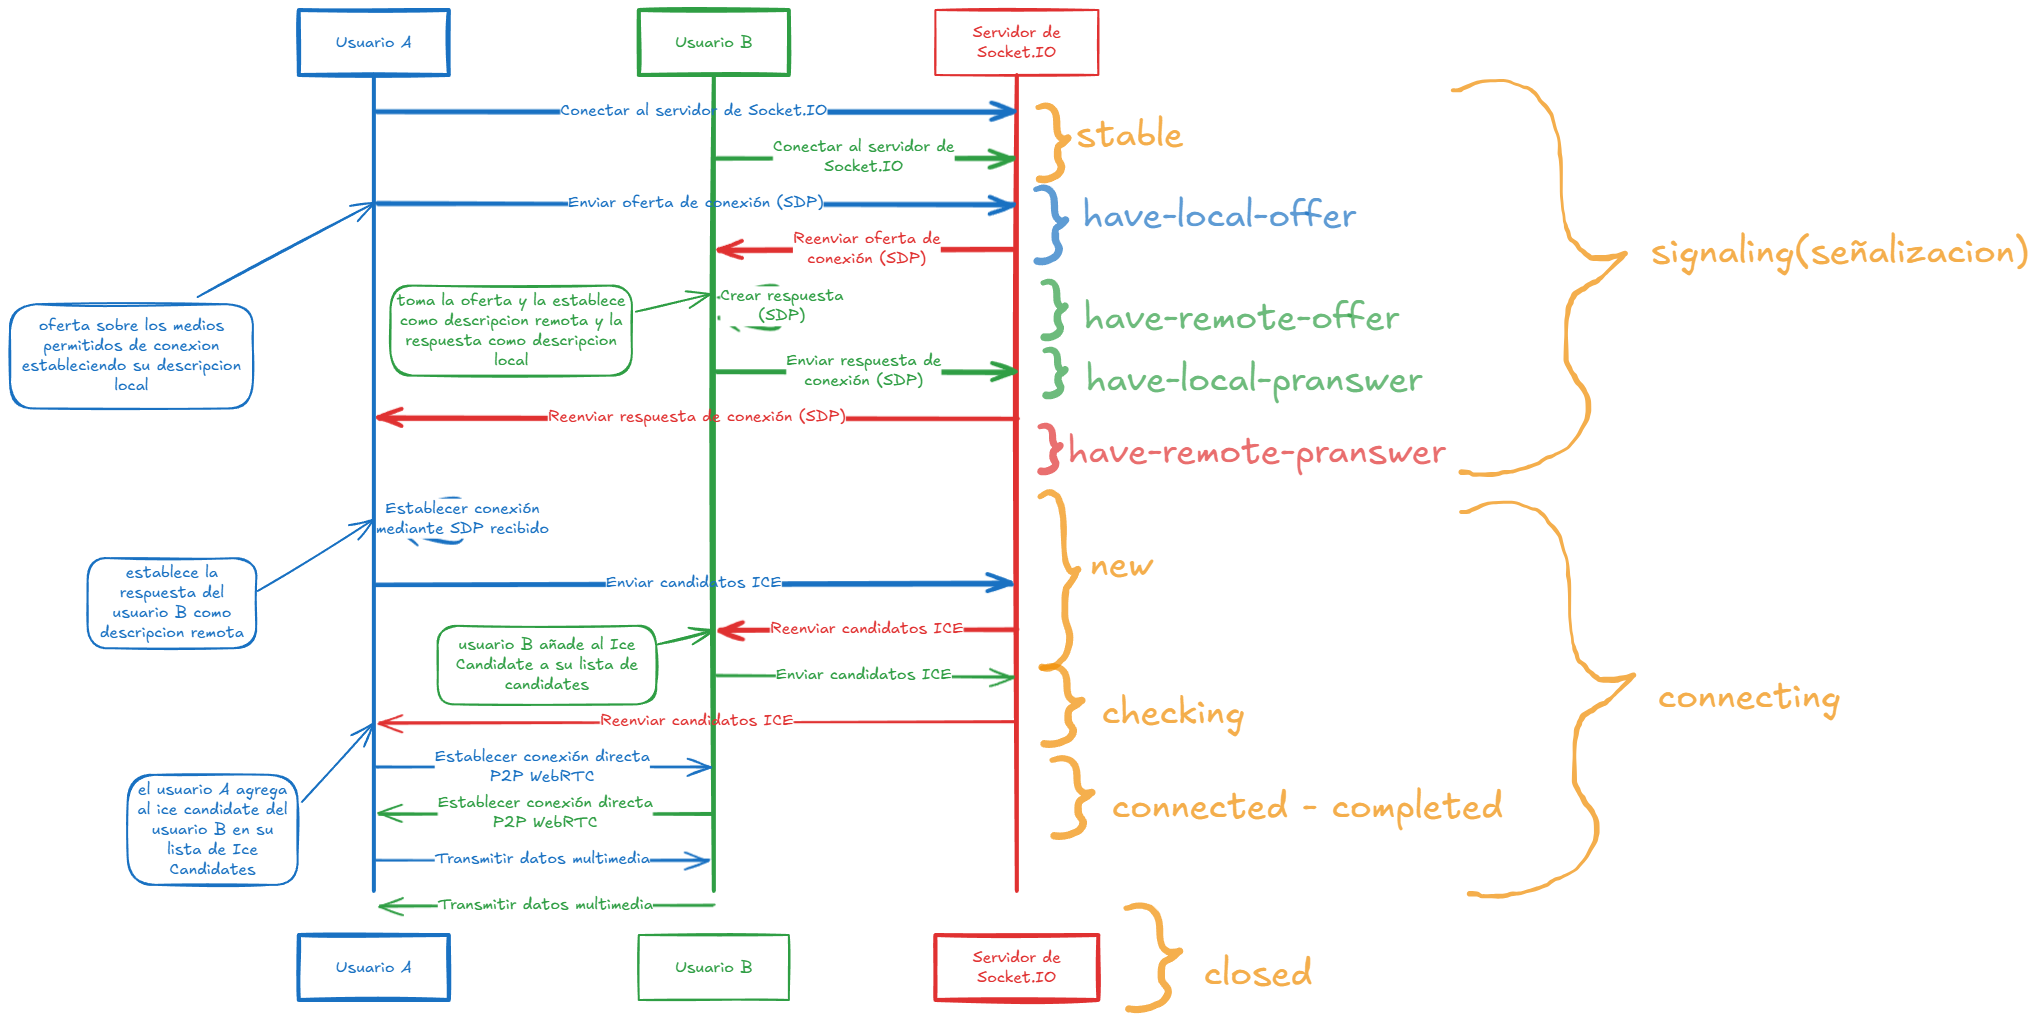 Usuario A
Usuario B
Servidor de
Socket.IO
Conectar al servidor de Socket.IO
stable
Conectar al servidor de
Socket.IO
Enviar oferta de conexión (SDP)
have-local-offer
Reenviar oferta de
conexión (SDP)
signaling(señalizacion)
oferta sobre los medios
permitidos de conexion
estableciendo su descripcion
local
toma la oferta y la establece
como descripcion remota y la
respuesta como descripcion
local
Crear respuesta
(SDP)
have-remote-offer
Enviar respuesta de
conexión (SDP)
have-local-pranswer
Reenviar respuesta de conexión (SDP)
have-remote-pranswer
Establecer conexión
mediante SDP recibido
new
establece la
respuesta del
usuario B como
descripcion remota
Enviar candidatos ICE
Reenviar candidatos ICE
usuario B añade al Ice
Candidate a su lista de
candidates
Enviar candidatos ICE
connecting
checking
Reenviar candidatos ICE
Establecer conexión directa
P2P WebRTC
el usuario A agrega
al ice candidate del
usuario B en su
lista de Ice
Candidates
Establecer conexión directa
P2P WebRTC
connected - completed
Transmitir datos multimedia
Transmitir datos multimedia
Usuario A
Usuario B
Servidor de
Socket.IO
closed